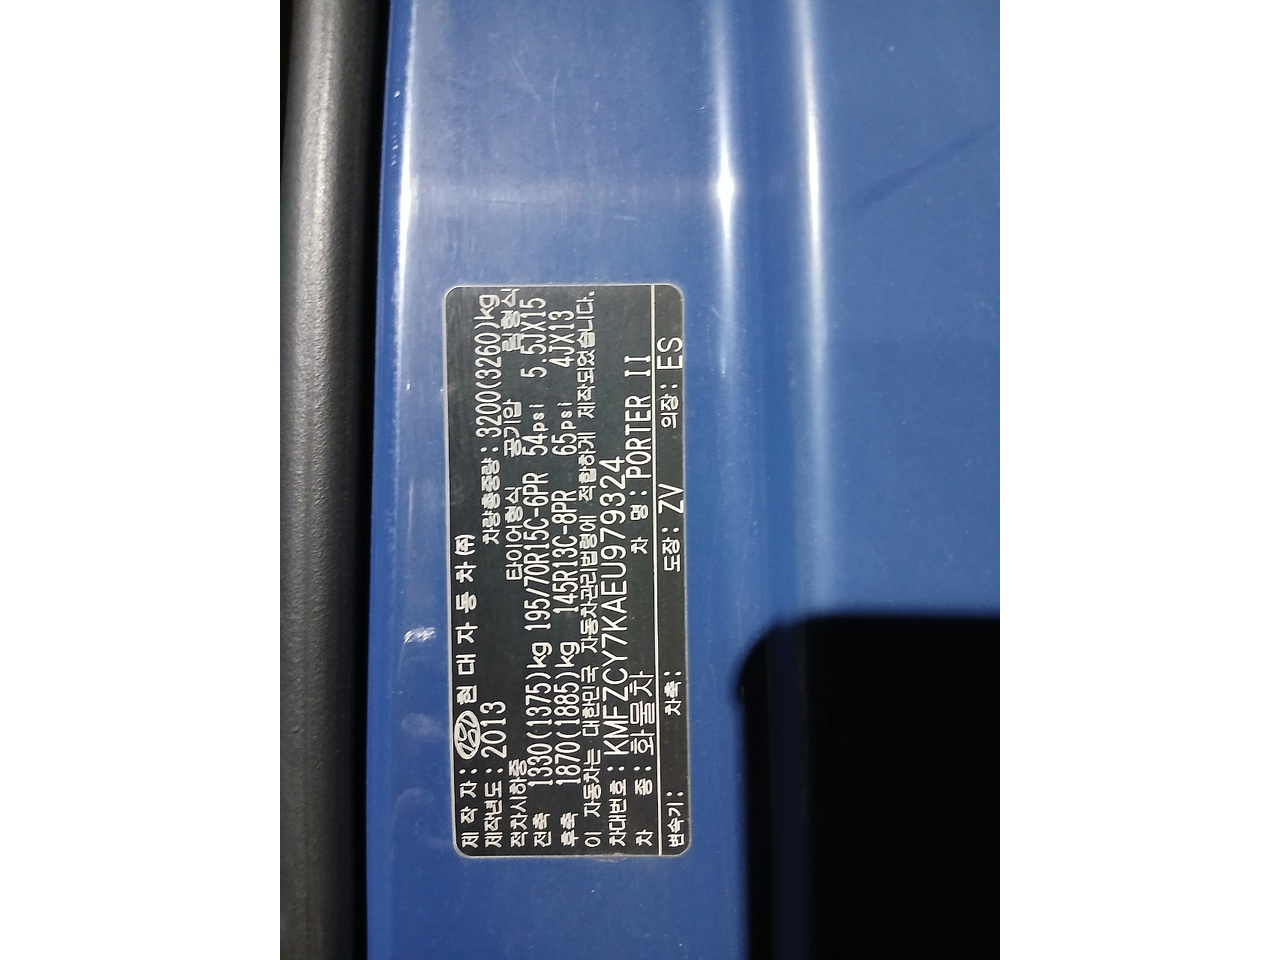 제 작 자: 현 대 자 동 차 (주)
제작년도: 2013 차량총중량: 3200(3260)kg
적차시하중 타이어형식 공기압 림형식
전축 1330(1375)kg 195/70R15C-6PR 54psi 5.5JX15
후축 1870(1885)kg 145R13C-8PR 65psi 4JX13
이 자동차는 대한민국 자동차관리법령에 적합하게 제작되었습니다.
차대번호: KMFZCY7KAEU979324
차 종: 화물차 차 명: PORTER II
변속기: 차축: 도장: ZV 의장: ES